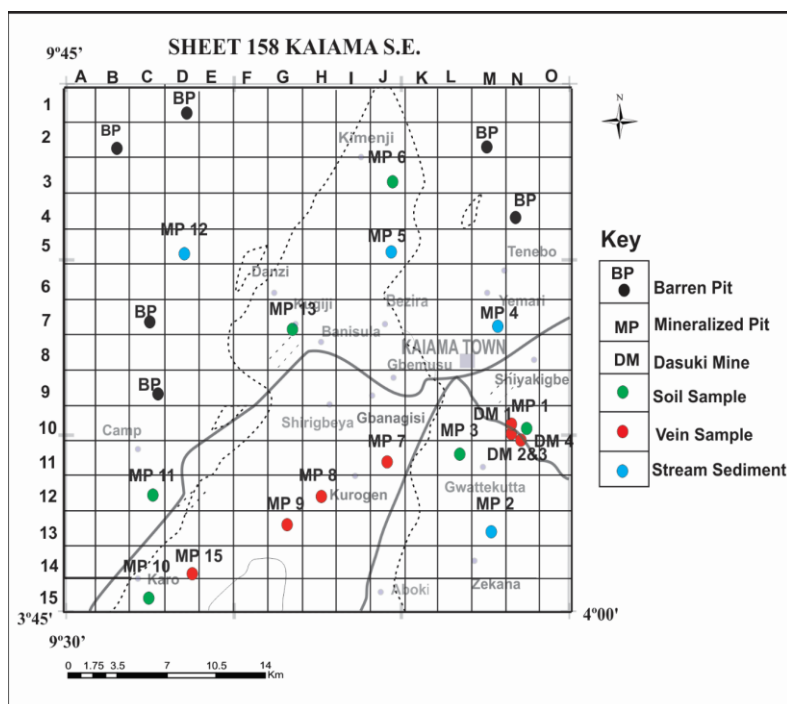 SHEET 158 KAIAMA S.E.
9º45'
A B C D E F G H I J K L M N O
1
BP
2
BP
Kimenji
BP
MP 6
3
4
BP
MP 12
MP 5
5
Tenebo
Danzi
6
Kugiji
Bezira
Yemari
MP 13
MP 4
7
BP
Banisula
KAIAMA TOWN
8
Gbemusu
Shiyakigbe
9
BP
Gbanagisi
DM 1
MP 1
Camp
Shirigbeya
10
MP 7
MP 3
DM 4
DM 2&3
11
MP 11
MP 8
Gwattekutta
12
Kurogen
MP 9
MP 2
13
14
MP 10
MP 15
Karo
Zekana
Aboki
15
3º45'
4º00'
9º30'
0 1.75 3.5 7 10.5 14
Km
N
Key
BP Barren Pit
MP Mineralized Pit
DM Dasuki Mine
Soil Sample
Vein Sample
Stream Sediment